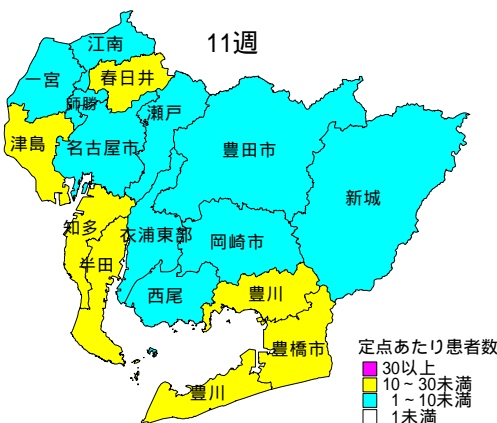 11週
江南
一宮
春日井
師勝
瀬戸
津島
名古屋市
豊田市
新城
知多
衣浦東部
岡崎市
半田
西尾
豊川
豊橋市
豊川
定点あたり患者数
30以上
10~30未満
1~10未満
1未満